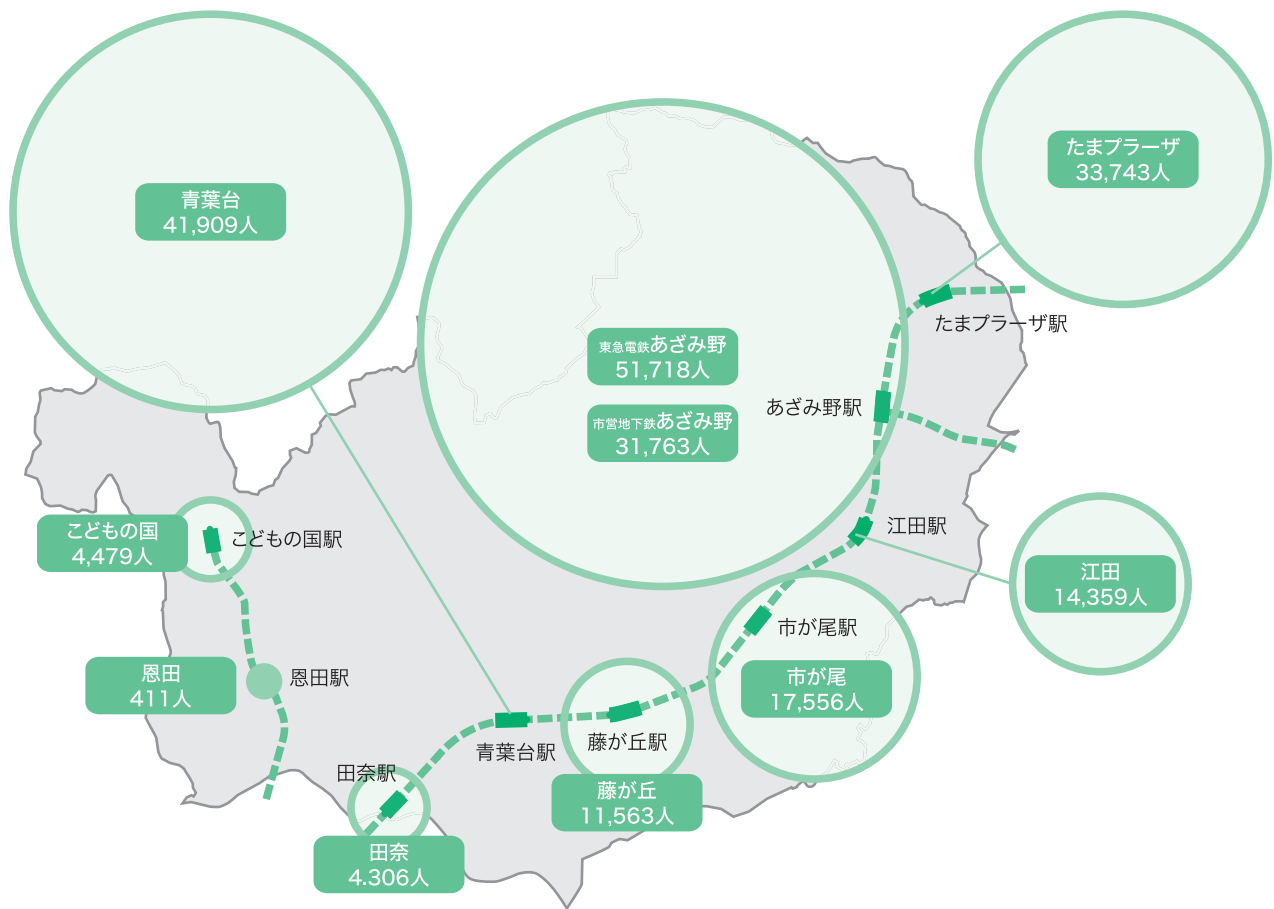 青葉台
41,909人
たまプラーザ
33,743人
たまプラーザ駅
東急電鉄あざみ野
51,718人
市営地下鉄あざみ野
31,763人
あざみ野駅
江田駅
江田
14,359人
こどもの国
4,479人
こどもの国駅
市が尾駅
市が尾
17,556人
恩田
411人
恩田駅
青葉台駅
藤が丘駅
藤が丘
11,563人
田奈駅
田奈
4.306人